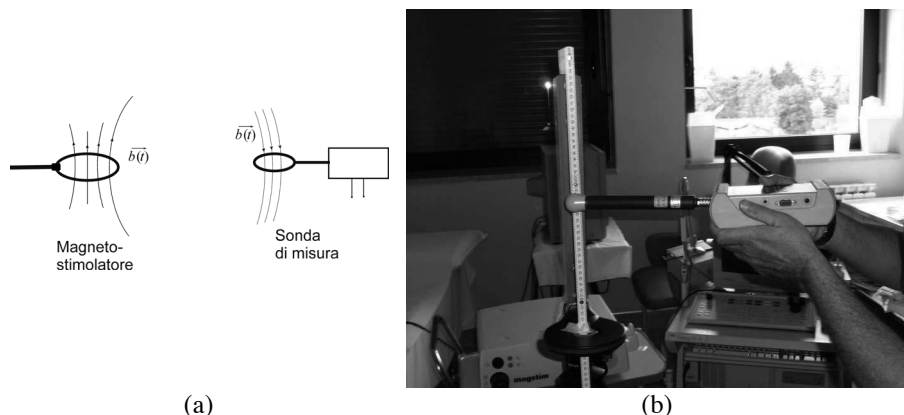 b(t)
b(t)
Magneto-
stimolatore
Sonda
di misura
magstim
(a)
(b)